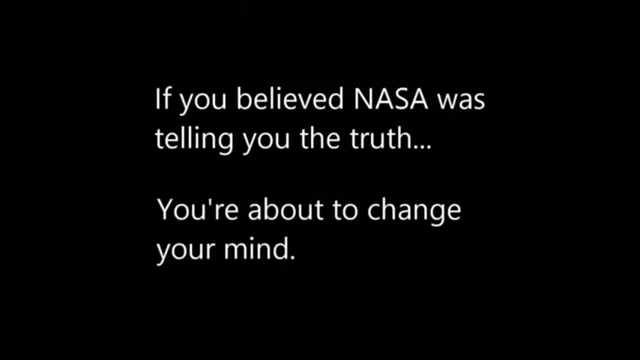 If you believed NASA was
telling you the truth...
You're about to change
your mind.